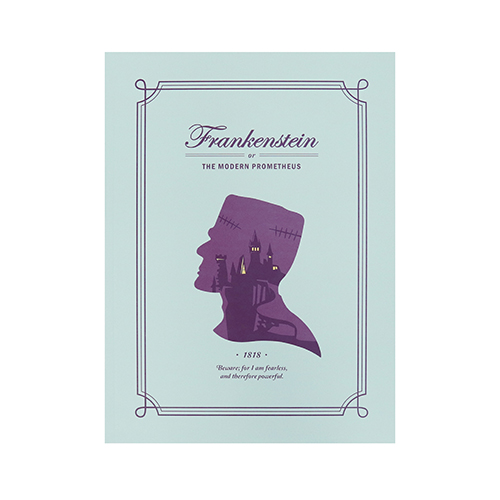 Frankenstein
or
THE MODERN PROMETHEUS
· 1818 ·
Beware; for I am fearless,
and therefore powerful.